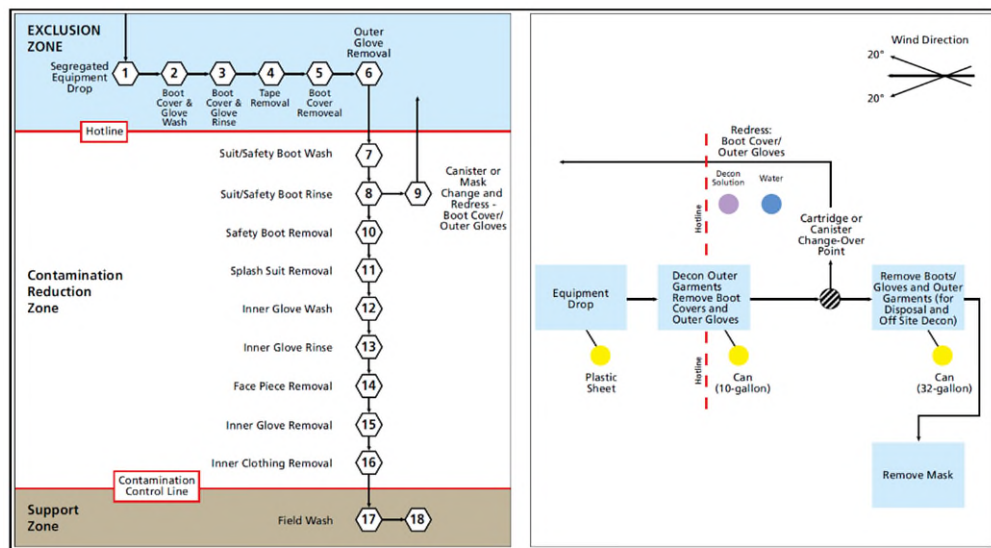 EXCLUSION
ZONE
Segregated
Equipment
Drop
1
2
3
4
5
6
Outer
Glove
Removal
Boot
Cover &
Glove
Wash
Boot
Cover &
Glove
Rinse
Tape
Removal
Boot
Cover
Removeal
Hotline
Suit/Safety Boot Wash
7
Suit/Safety Boot Rinse
8
9
Canister or
Mask
Change and
Redress -
Boot Cover/
Outer Gloves
Safety Boot Removal
10
Splash Suit Removal
11
Contamination
Reduction
Zone
Inner Glove Wash
12
Inner Glove Rinse
13
Face Piece Removal
14
Inner Glove Removal
15
Inner Clothing Removal
16
Contamination
Control Line
Support
Zone
Field Wash
17
18
Wind Direction
20°
20°
Redress:
Boot Cover/
Outer Gloves
Decon
Solution
Water
Hotline
Cartridge or
Canister
Change-Over
Point
Equipment
Drop
Decon Outer
Garments
Remove Boot
Covers and
Outer Gloves
Remove Boots/
Gloves and Outer
Garments (for
Disposal and
Off Site Decon)
Hotline
Plastic
Sheet
Can
(10-gallon)
Can
(32-gallon)
Remove Mask